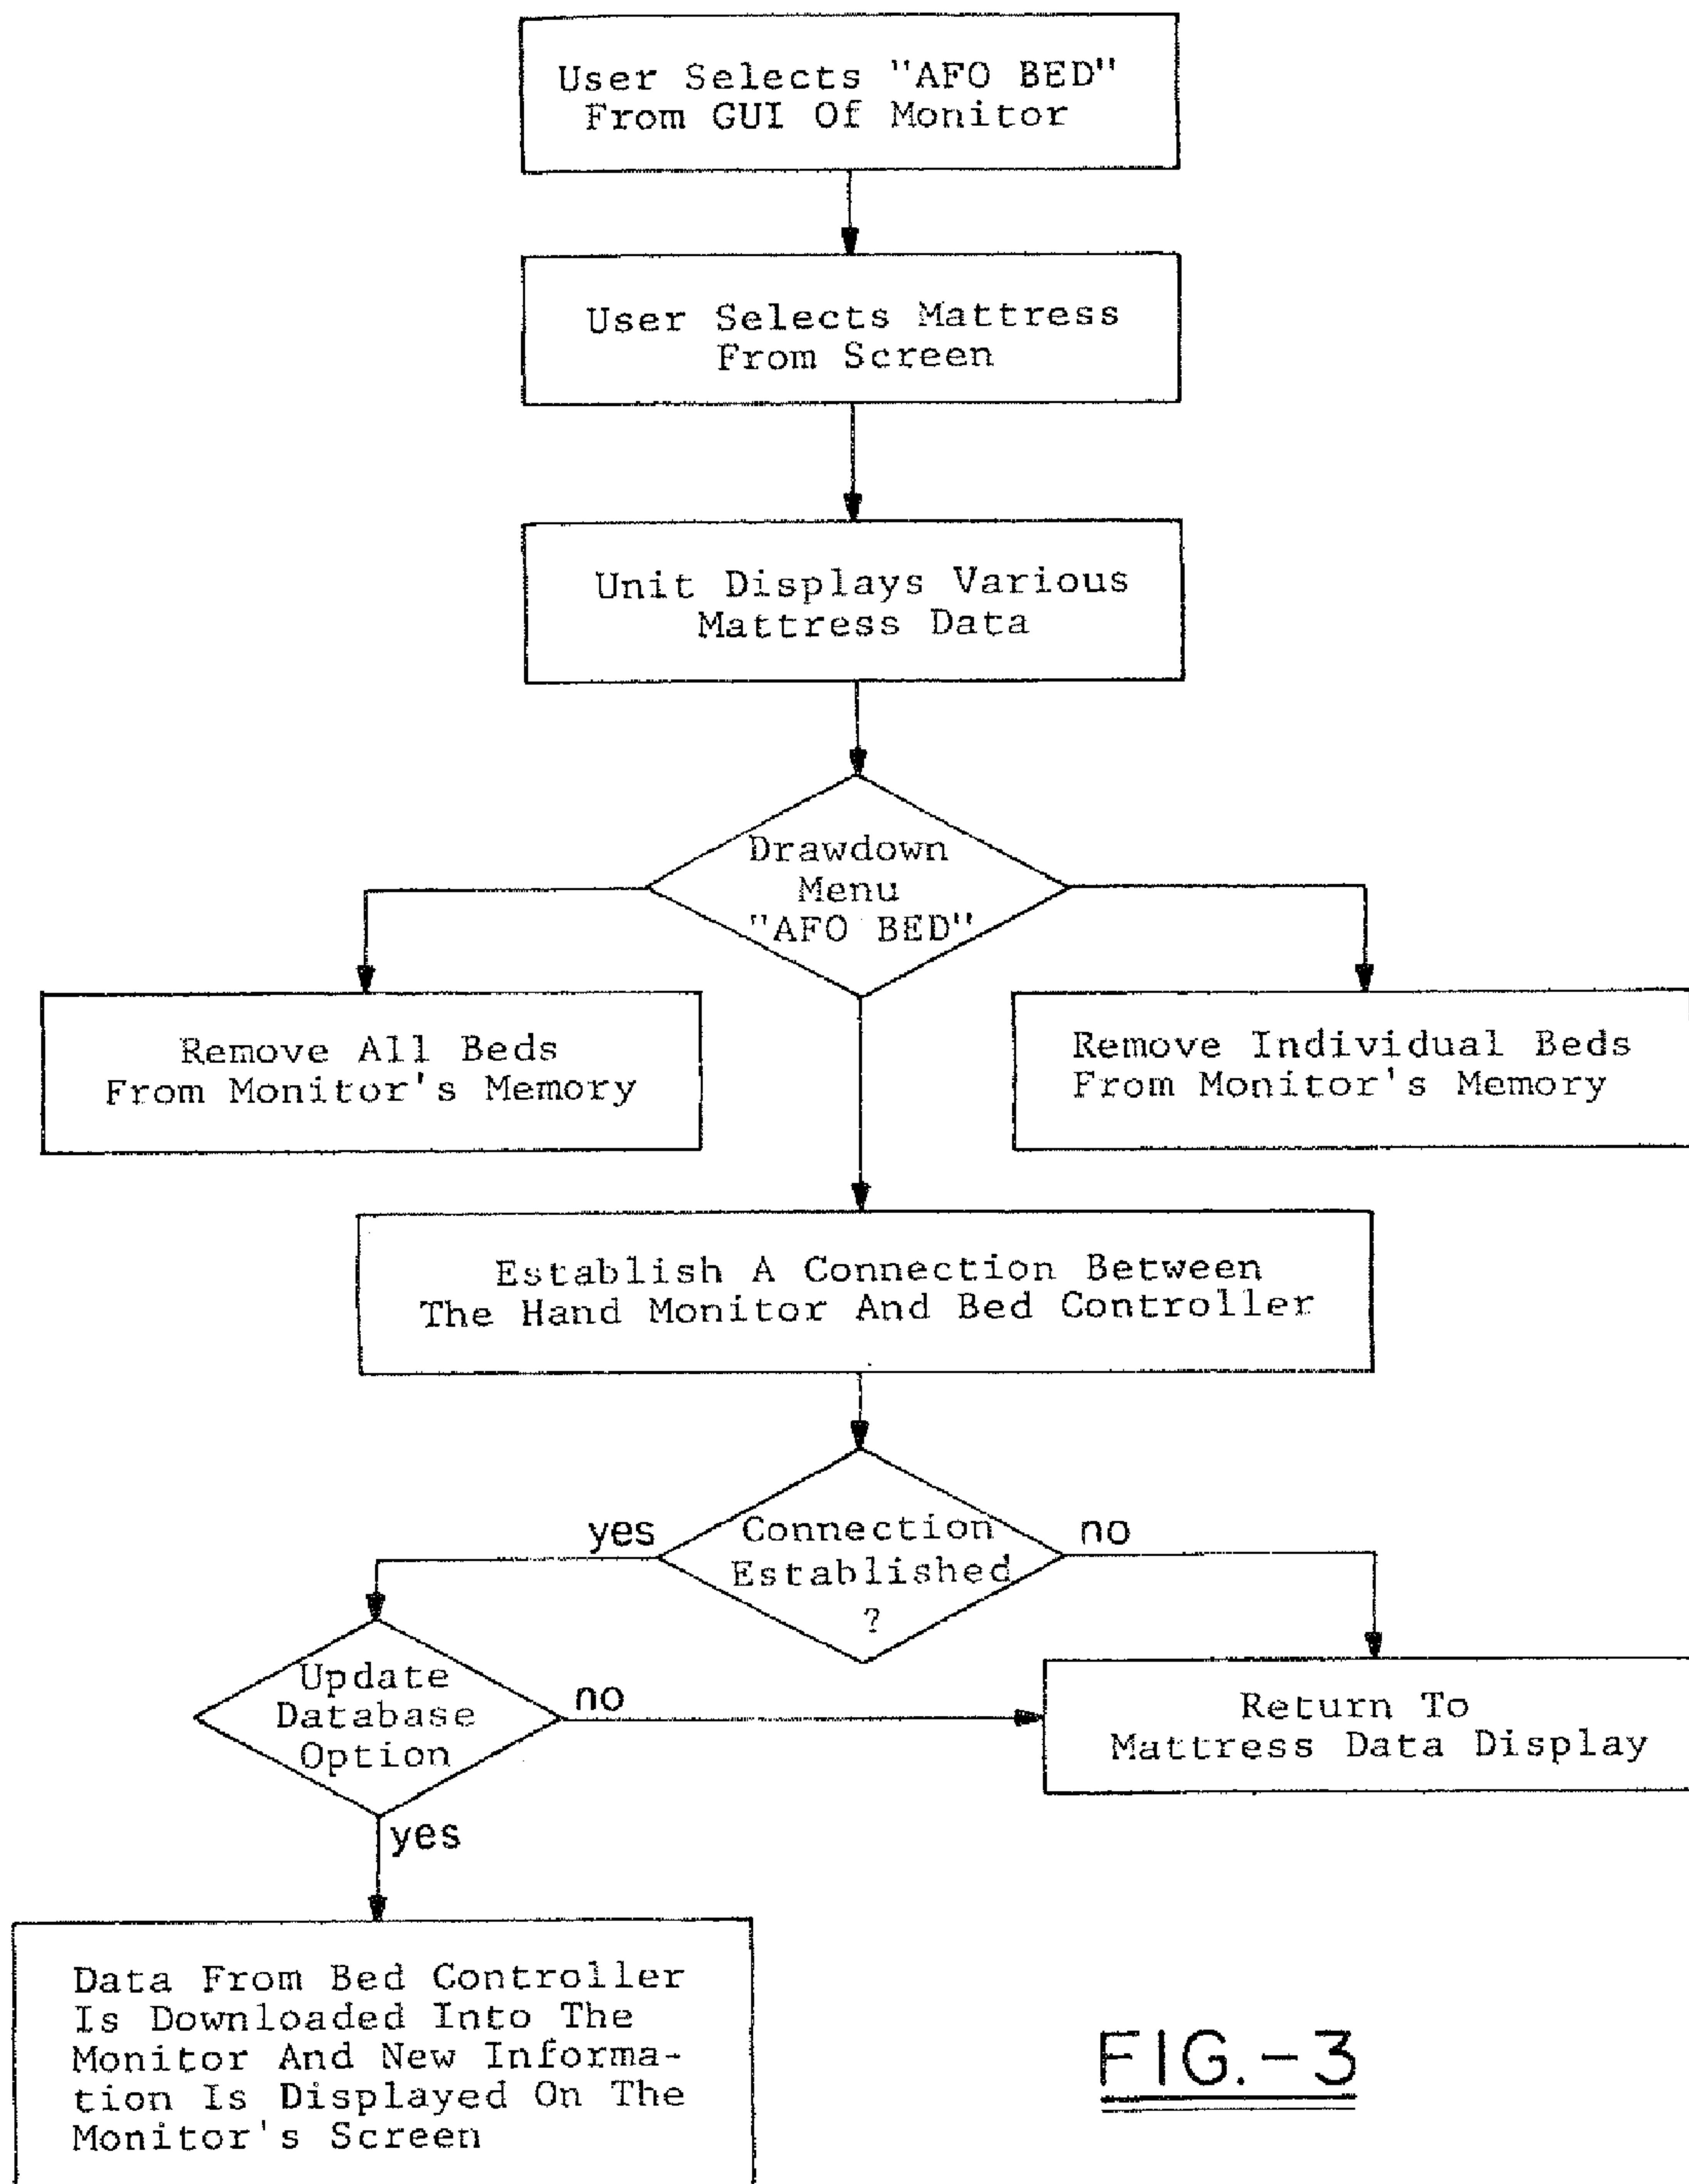 User Selects "AFO BED"
From GUI Of Monitor
User Selects Mattress
From Screen
Unit Displays Various
Mattress Data
Drawdown
Menu
"AFO BED"
Remove All Beds
From Monitor's Memory
Remove Individual Beds
From Monitor's Memory
Establish A Connection Between
The Hand Monitor And Bed Controller
yes
Connection
Established
?
no
Update
Database
Option
no
Return To
Mattress Data Display
yes
Data From Bed Controller
Is Downloaded Into The
Monitor And New Informa-
tion Is Displayed On The
Monitor's Screen
FIG.-3